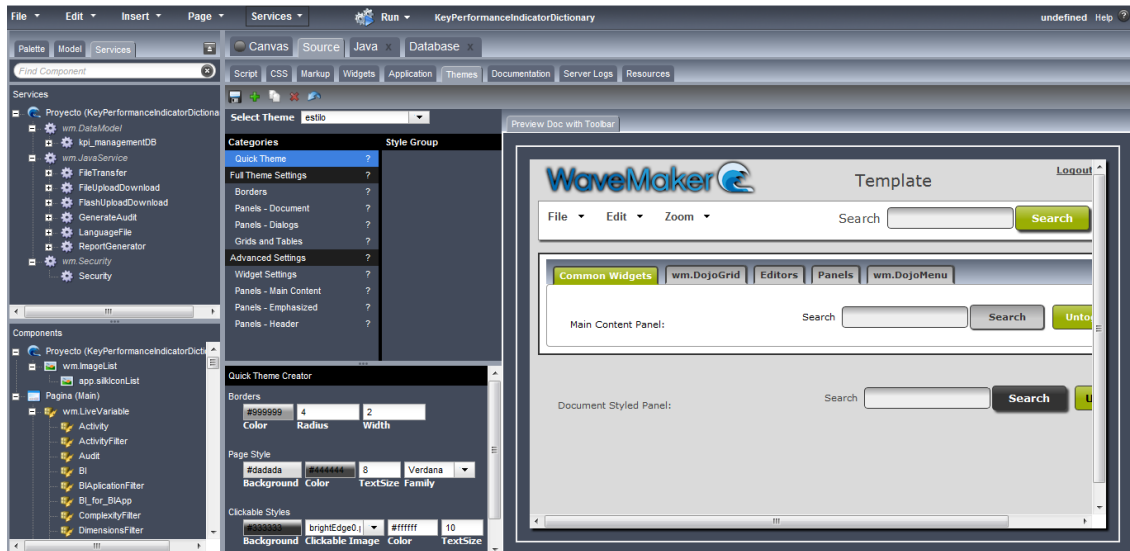 File Edit Insert Page Services Run KeyPerformanceIndicatorDictionary undefined Help ?
Palette Model Services
Canvas Source Java x Database x
Find Component
Script CSS Markup Widgets Application Themes Documentation Server Logs Resources
Services
Proyecto (KeyPerformanceIndicatorDictiona
wm.DataModel
kpi_managementDB
wm.JavaService
FileTransfer
FileUploadDownload
FlashUploadDownload
GenerateAudit
LanguageFile
ReportGenerator
wm.Security
Security
Components
Proyecto (KeyPerformanceIndicatorDicti
wm.ImageList
app.silkIconList
Pagina (Main)
wm.LiveVariable
Activity
ActivityFilter
Audit
BI
BIAplicationFilter
BI_for_BIApp
ComplexityFilter
DimensionsFilter
Select Theme estilo
Categories Style Group
Quick Theme ?
Full Theme Settings ?
Borders ?
Panels - Document ?
Panels - Dialogs ?
Grids and Tables ?
Advanced Settings ?
Widget Settings ?
Panels - Main Content ?
Panels - Emphasized ?
Panels - Header ?
Quick Theme Creator
Borders
#999999 4 2
Color Radius Width
Page Style
#dadada #444444 8 Verdana
Background Color TextSize Family
Clickable Styles
#333333 brightEdge0.p #ffffff 10
Background Clickable Image Color TextSize
Preview Doc with Toolbar
WaveMaker Template Logout
File Edit Zoom Search Search
Common Widgets wm.DojoGrid Editors Panels wm.DojoMenu
Main Content Panel: Search Search Unto
Document Styled Panel: Search Search U